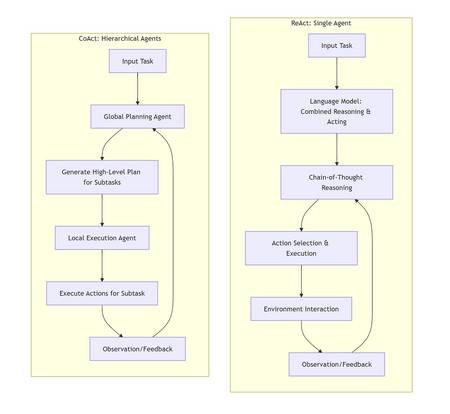 CoAct: Hierarchical Agents
Input Task
Global Planning Agent
Generate High-Level Plan
for Subtasks
Local Execution Agent
Execute Actions for Subtask
Observation/Feedback
ReAct: Single Agent
Input Task
Language Model:
Combined Reasoning &
Acting
Chain-of-Thought
Reasoning
Action Selection &
Execution
Environment Interaction
Observation/Feedback